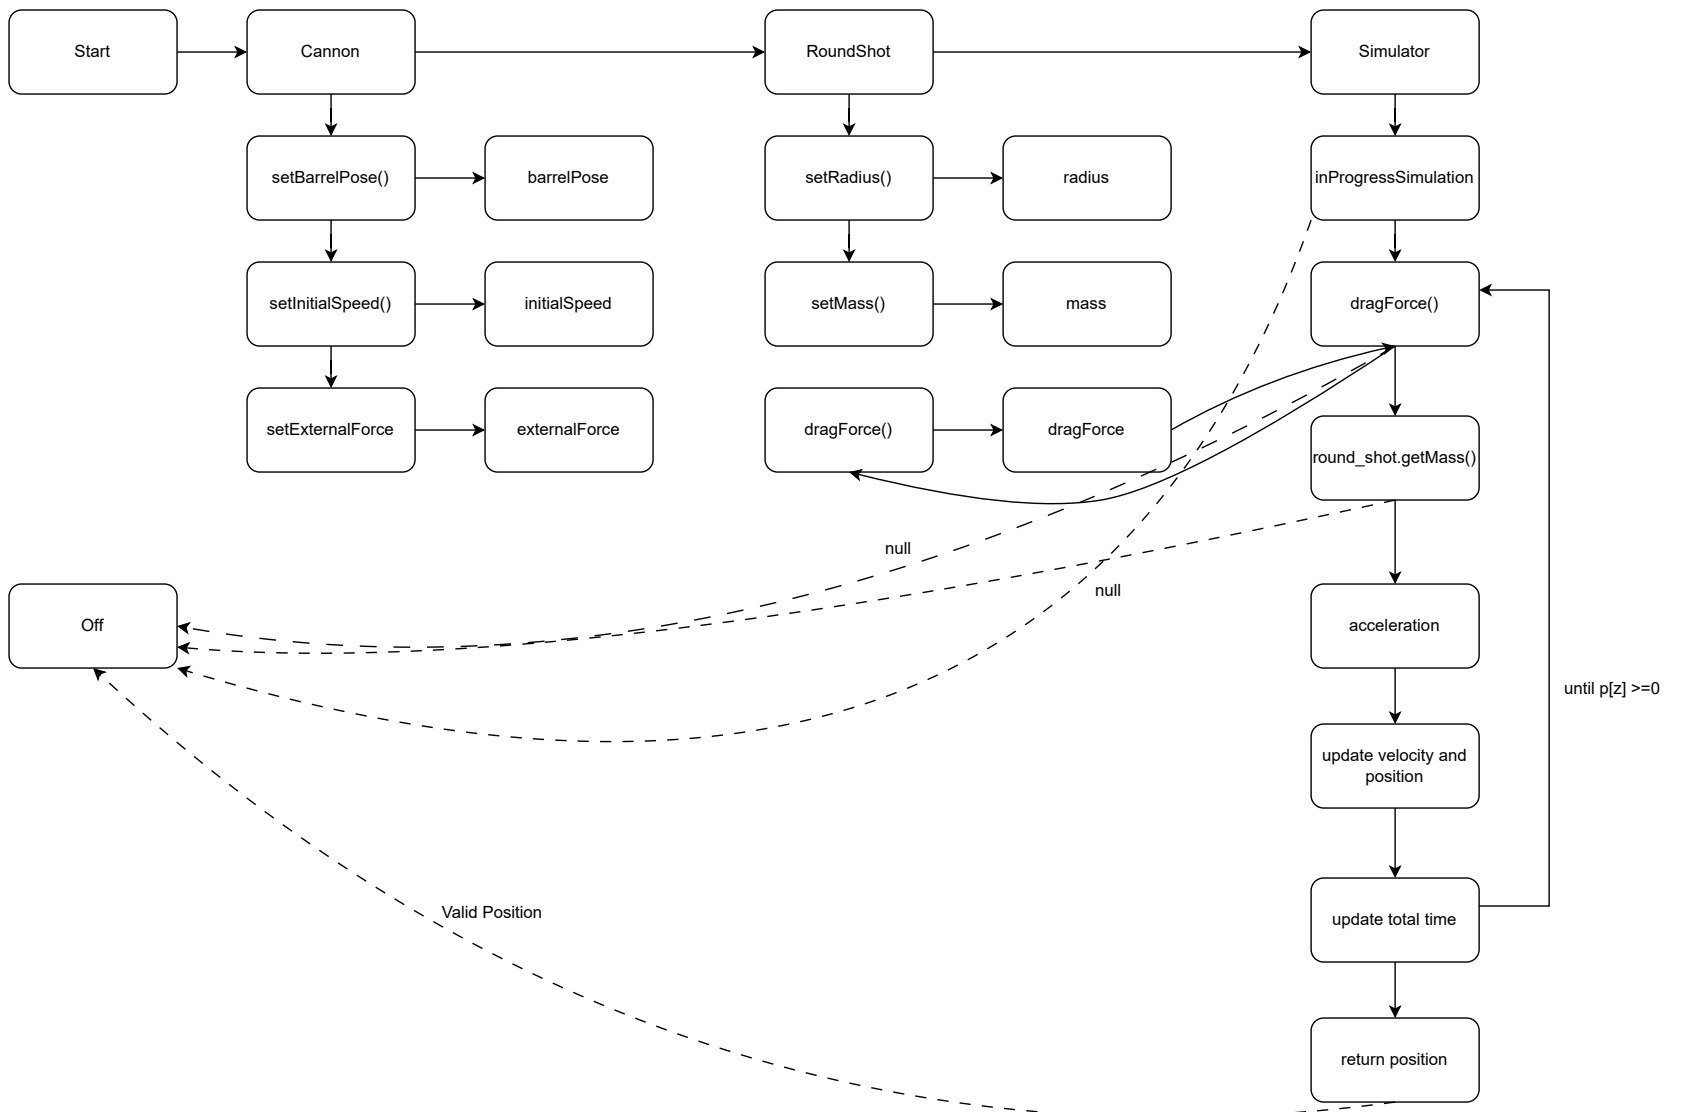 Start
Cannon
RoundShot
Simulator
setBarrelPose()
barrelPose
setRadius()
radius
inProgressSimulation
setInitialSpeed()
initialSpeed
setMass()
mass
dragForce()
setExternalForce
externalForce
dragForce()
dragForce
round_shot.getMass()
null
null
Off
acceleration
until p[z] >=0
update velocity and
position
Valid Position
update total time
return position